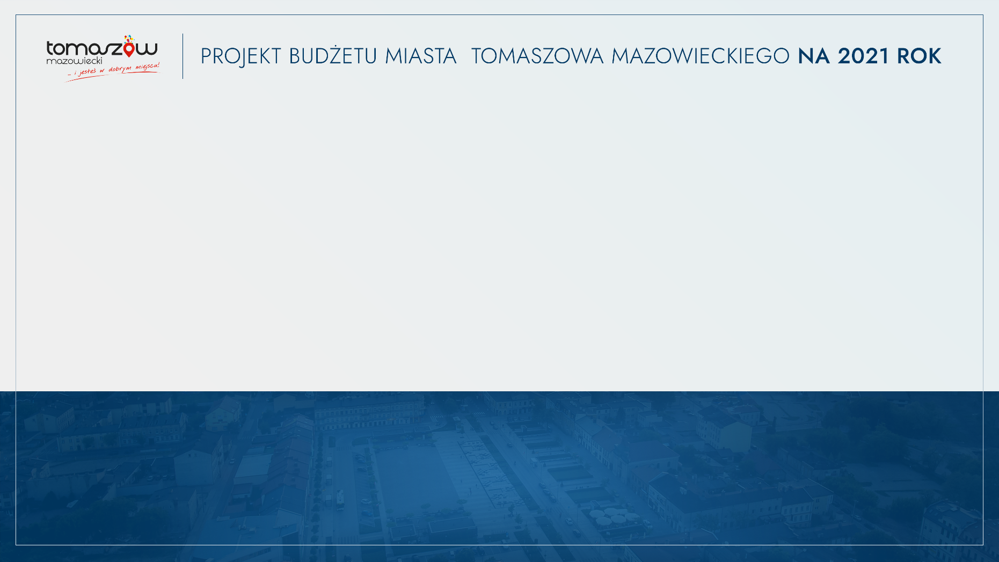 tomaszów
mazowiecki
... i jesteś w dobrym miejscu!
PROJEKT BUDŻETU MIASTA  TOMASZOWA MAZOWIECKIEGO NA 2021 ROK